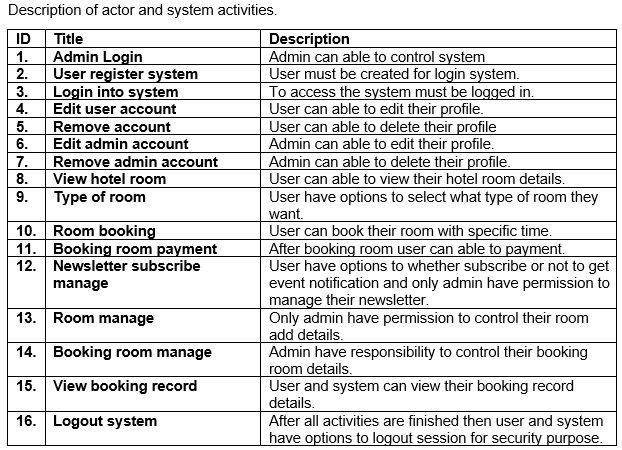 Description of actor and system activities.
ID Title Description
1. Admin Login Admin can able to control system
2. User register system User must be created for login system.
3. Login into system To access the system must be logged in.
4. Edit user account User can able to edit their profile.
5. Remove account User can able to delete their profile
6. Edit admin account Admin can able to edit their profile.
7. Remove admin account Admin can able to delete their profile.
8. View hotel room User can able to view their hotel room details.
9. Type of room User have options to select what type of room they
want.
10. Room booking User can book their room with specific time.
11. Booking room payment After booking room user can able to payment.
12. Newsletter subscribe User have options to whether subscribe or not to get
manage event notification and only admin have permission to
manage their newsletter.
13. Room manage Only admin have permission to control their room
add details.
14. Booking room manage Admin have responsibility to control their booking
room details.
15. View booking record User and system can view their booking record
details.
16. Logout system After all activities are finished then user and system
have options to logout session for security purpose.